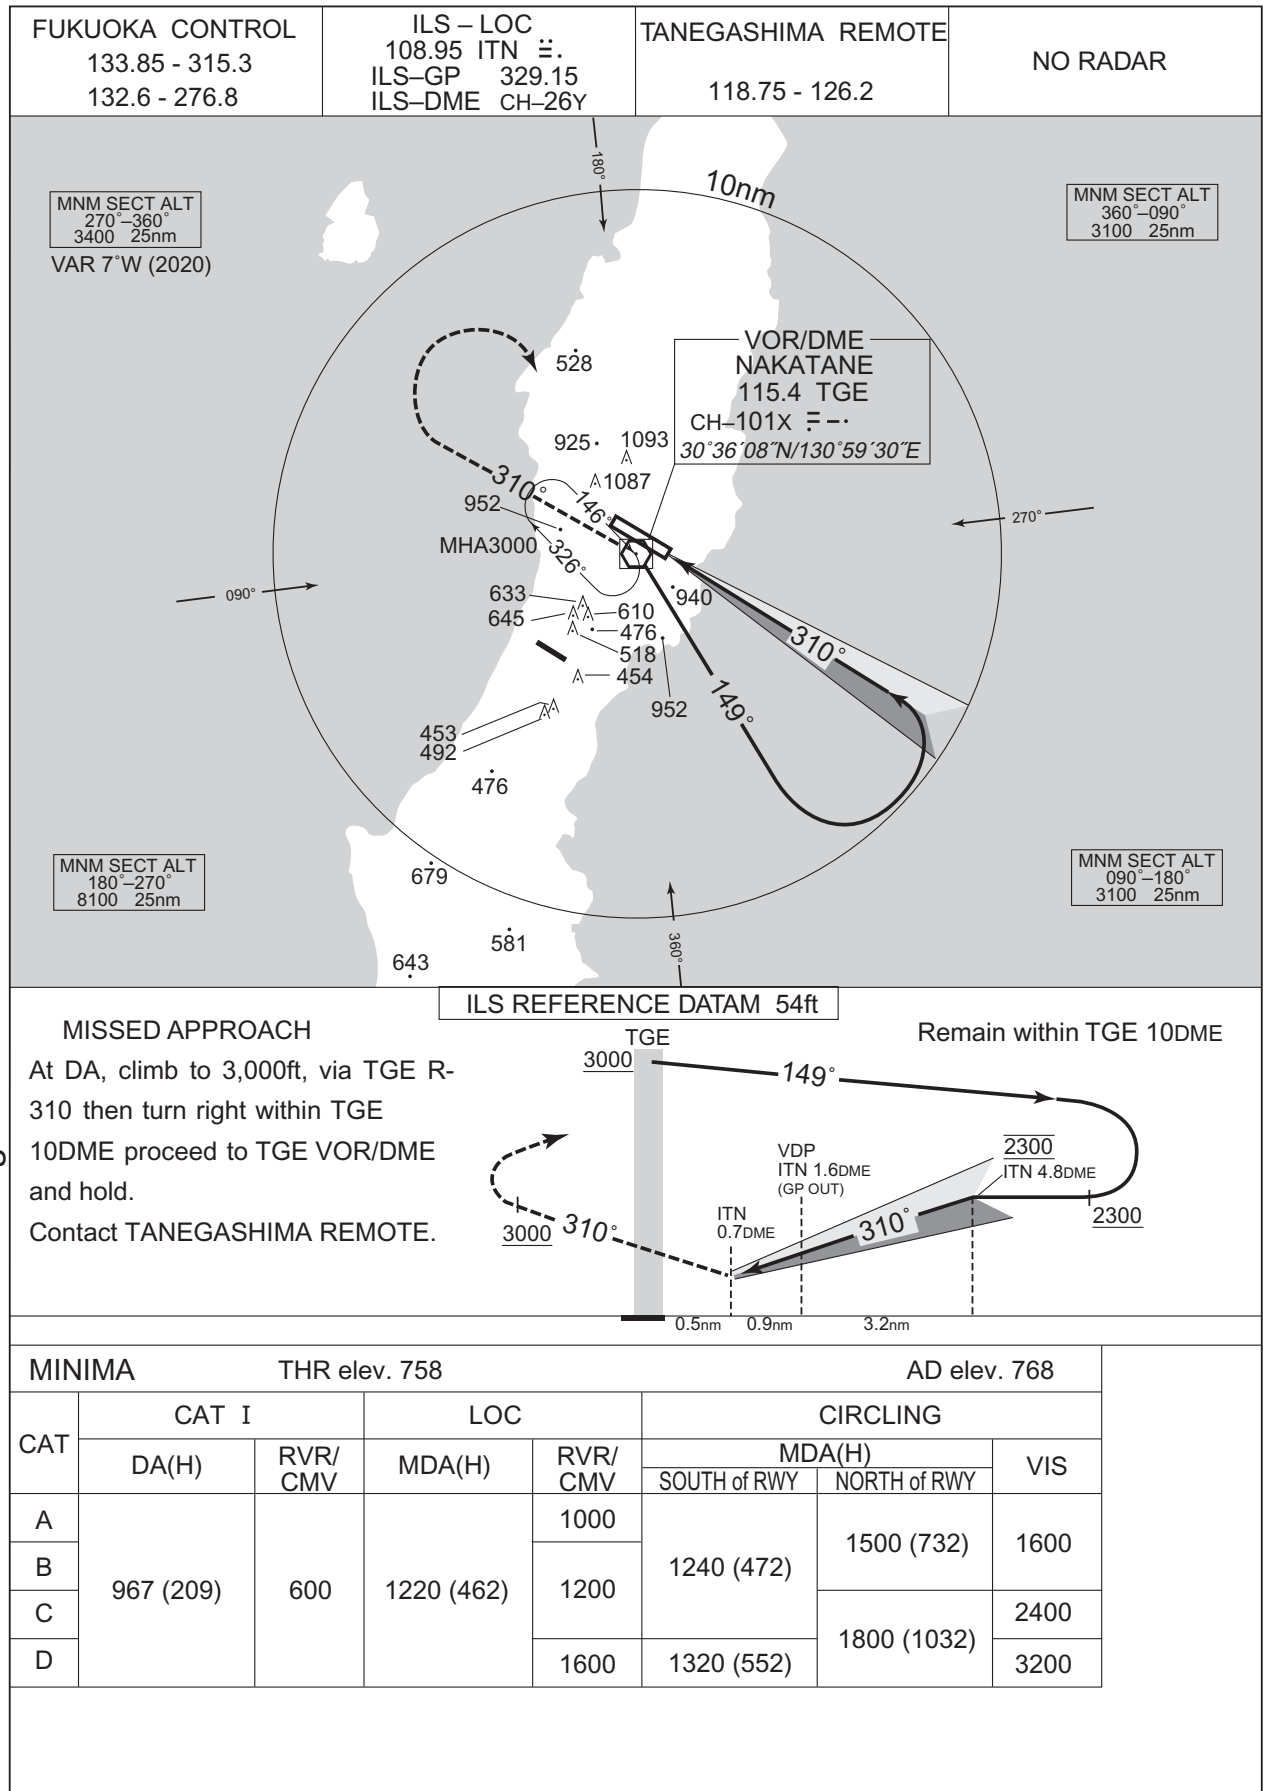 FUKUOKA CONTROL
133.85 - 315.3
132.6 - 276.8
ILS – LOC
108.95 ITN
ILS–GP 329.15
ILS–DME CH–26Y
TANEGASHIMA REMOTE
118.75 - 126.2
NO RADAR
MNM SECT ALT
270°–360°
3400 25nm
VAR 7°W (2020)
180°
10nm
MNM SECT ALT
360°–090°
3100 25nm
528
VOR/DME
NAKATANE
115.4 TGE
CH–101X
30°36´08˝N/130°59´30˝E
925
1093
1087
310°
146°
952
MHA3000
326°
270°
090°
633
645
610
476
518
454
940
952
310°
149°
453
492
476
MNM SECT ALT
180°–270°
8100 25nm
679
581
643
360°
MNM SECT ALT
090°–180°
3100 25nm
ILS REFERENCE DATAM 54ft
MISSED APPROACH
At DA, climb to 3,000ft, via TGE R-
310 then turn right within TGE
10DME proceed to TGE VOR/DME
and hold.
Contact TANEGASHIMA REMOTE.
TGE
3000
149°
Remain within TGE 10DME
VDP
ITN 1.6DME
(GP OUT)
2300
ITN 4.8DME
ITN
0.7DME
310°
2300
3000
310°
0.5nm 0.9nm 3.2nm
MINIMA THR elev. 758 AD elev. 768
CAT
CAT I
LOC
CIRCLING
DA(H)
RVR/
CMV
MDA(H)
RVR/
CMV
MDA(H)
SOUTH of RWY
NORTH of RWY
VIS
A
B
C
D
967 (209)
600
1220 (462)
1000
1200
1600
1240 (472)
1320 (552)
1500 (732)
1800 (1032)
1600
2400
3200